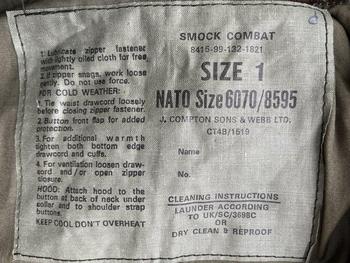 1. Lubricate zipper fastener
with lightly oiled cloth for free
movement.
2. If zipper snags, work loose
gently. Do not use force.
FOR COLD WEATHER:
1. Tie waist drawcord loosely
before closing zipper fastener.
2. Button front flap for added
protection.
3. For additional warmth
tighten both bottom edge
drawcord and cuffs.
4. For ventilation loosen draw-
cord and/or open zipper
closure.
HOOD: Attach hood to the
button at back of neck under
collar and to shoulder strap
buttons.
KEEP COOL DON'T OVERHEAT
SMOCK COMBAT
8415-99-132-1821
SIZE 1
NATO Size 6070/8595
J. COMPTON SONS & WEBB LTD.
CT4B/1519
Name
No.
CLEANING INSTRUCTIONS
LAUNDER ACCORDING
TO UK/SC/3698C
OR
DRY CLEAN & REPROOF